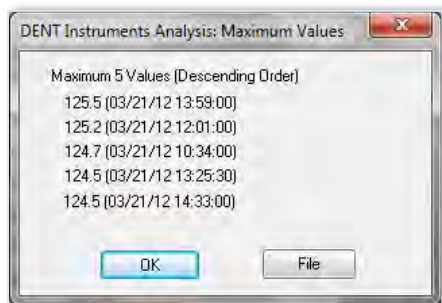 DENT Instruments Analysis: Maximum Values
Maximum 5 Values (Descending Order)
125.5 (03/21/12 13:59:00)
125.2 (03/21/12 12:01:00)
124.7 (03/21/12 10:34:00)
124.5 (03/21/12 13:25:30)
124.5 (03/21/12 14:33:00)
OK File